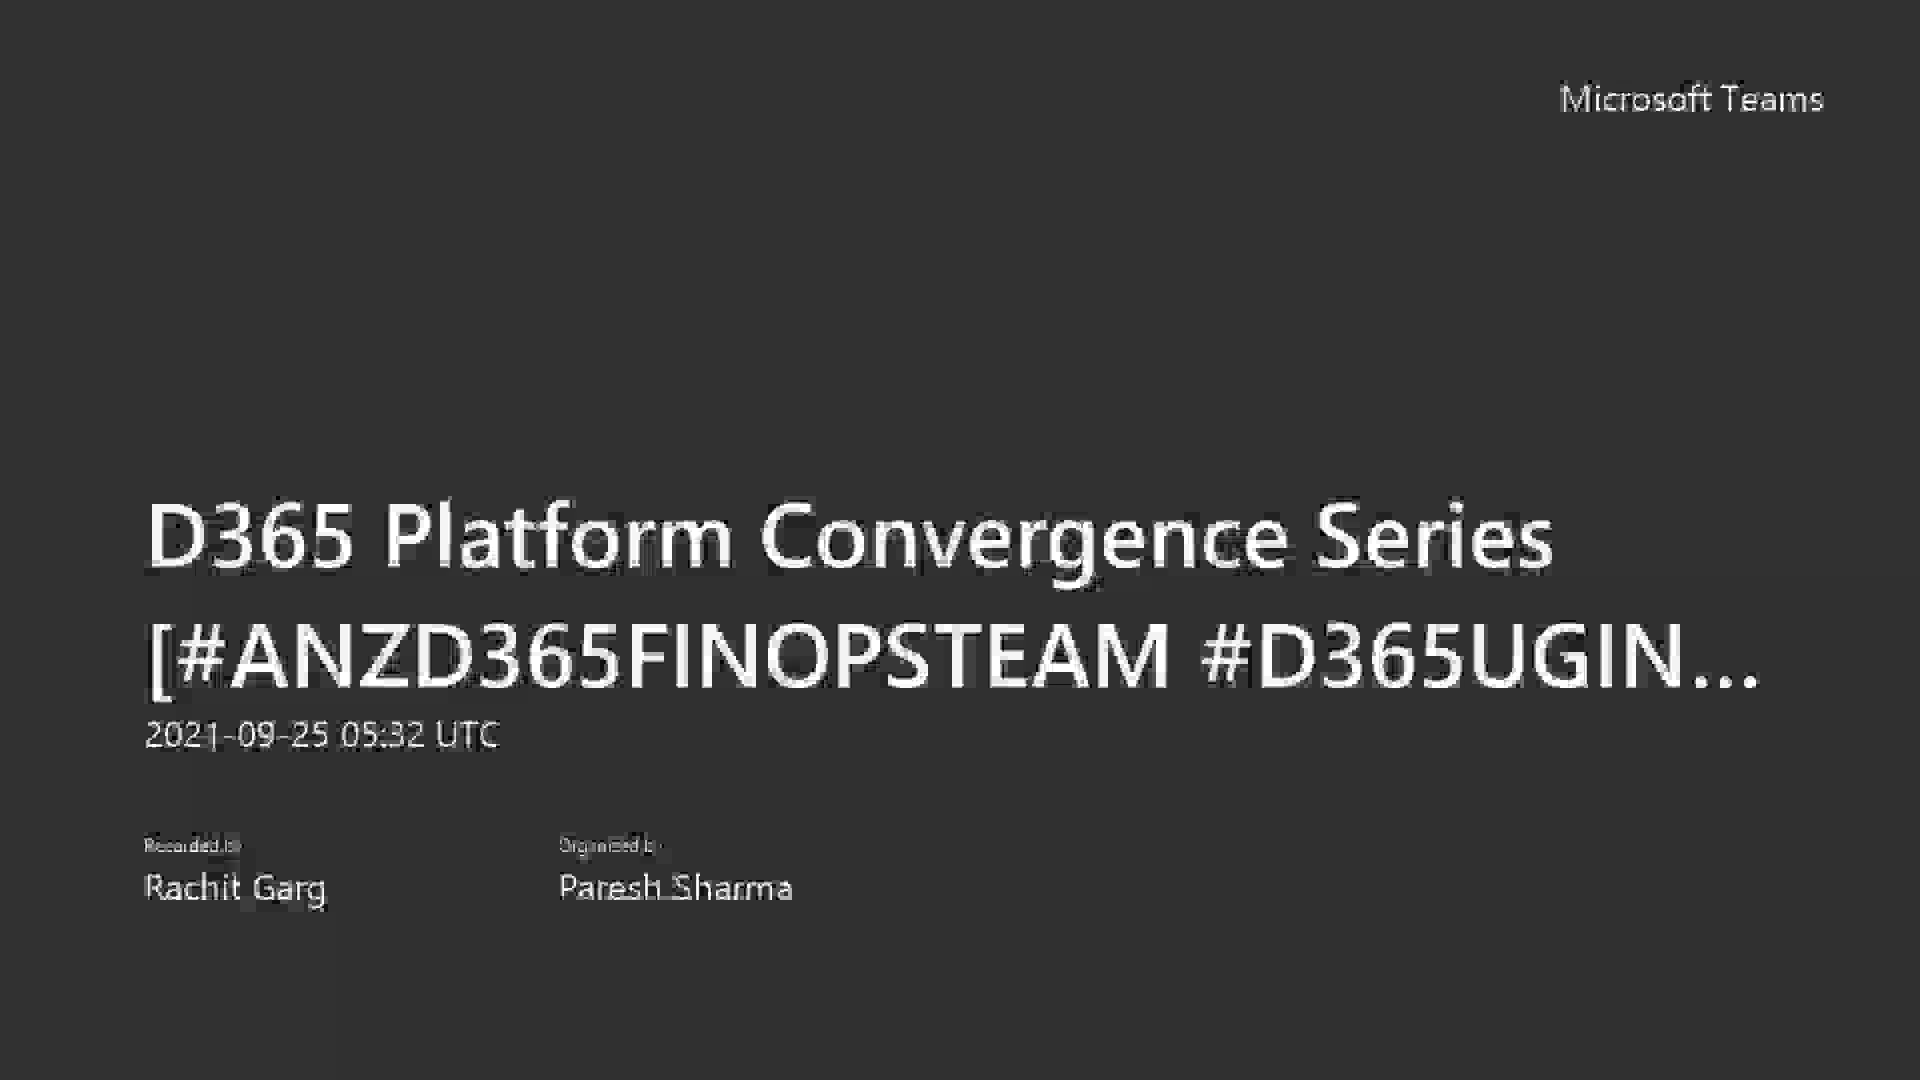 Microsoft Teams
D365 Platform Convergence Series
[#ANZD365FINOPSTEAM #D365UGIN...
2021-09-25 05:32 UTC
Recorded by
Organized by
Rachit Garg
Paresh Sharma